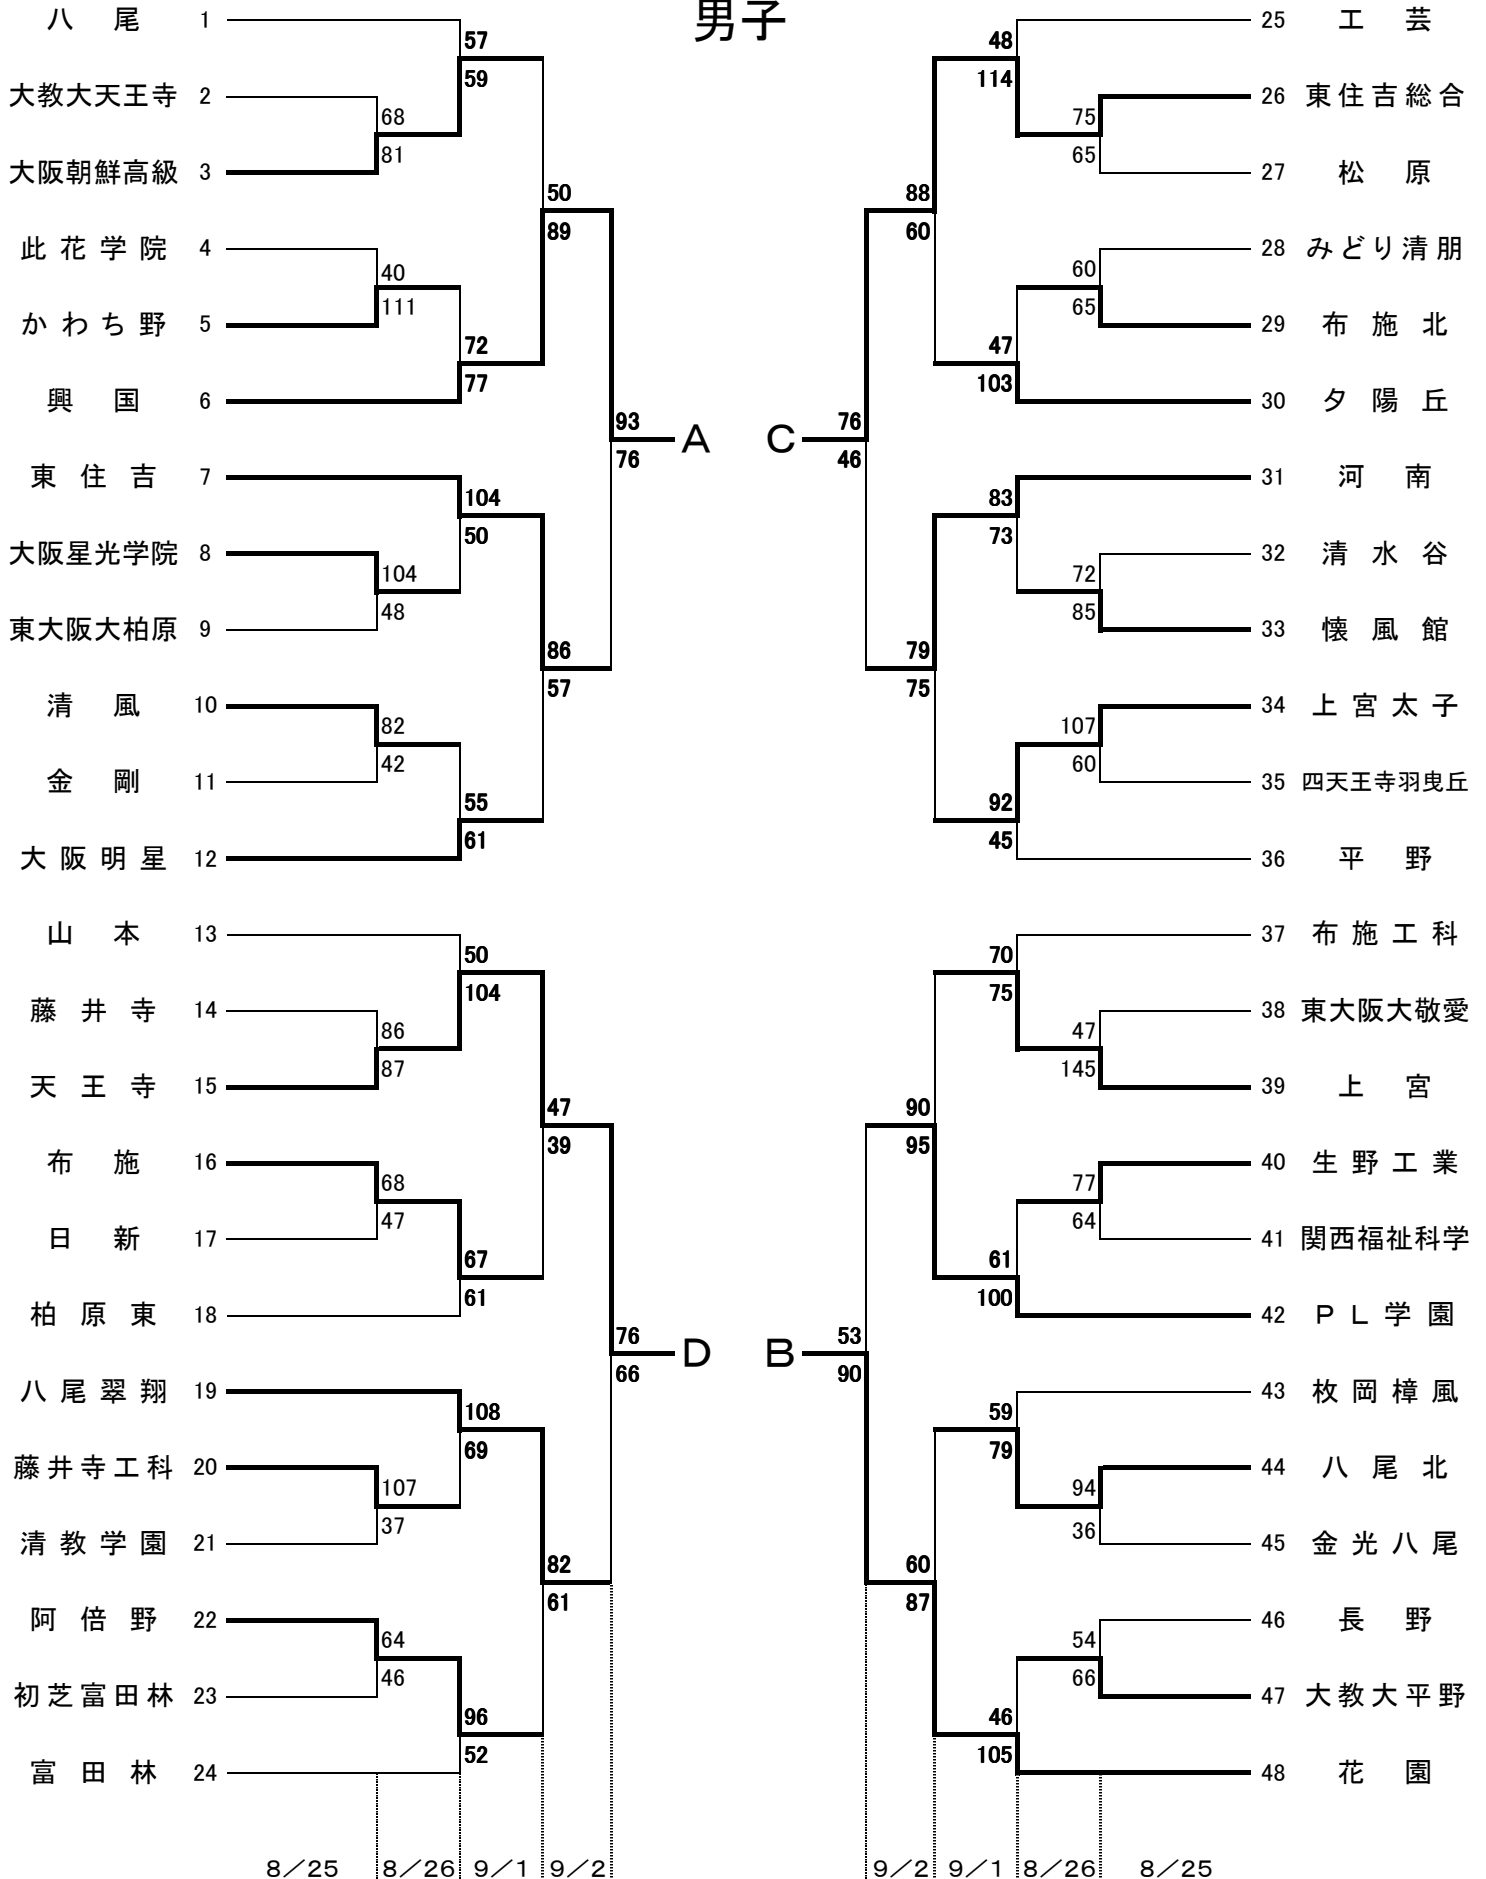 男子
八尾 1
57
59
大教大天王寺 2
68
81
大阪朝鮮高級 3
50
89
此花学院 4
40
111
かわち野 5
72
77
興国 6
93
A
76
東住吉 7
104
50
大阪星光学院 8
104
48
東大阪大柏原 9
86
57
清風 10
82
42
金剛 11
55
61
大阪明星 12
山本 13
50
104
藤井寺 14
86
87
天王寺 15
47
39
布施 16
68
47
日新 17
67
61
柏原東 18
76
D
66
八尾翠翔 19
108
69
藤井寺工科 20
107
37
清教学園 21
82
61
阿倍野 22
64
46
初芝富田林 23
96
52
富田林 24
8／25 8／26 9／1 9／2
25 工芸
48
114
26 東住吉総合
75
65
27 松原
88
60
28 みどり清朋
60
65
29 布施北
47
103
30 夕陽丘
76
C
46
31 河南
83
73
32 清水谷
72
85
33 懐風館
79
75
34 上宮太子
107
60
35 四天王寺羽曳丘
92
45
36 平野
37 布施工科
70
75
38 東大阪大敬愛
47
145
39 上宮
90
95
40 生野工業
77
64
41 関西福祉科学
61
100
42 ＰＬ学園
53
B
90
43 枚岡樟風
59
79
44 八尾北
94
36
45 金光八尾
60
87
46 長野
54
66
47 大教大平野
46
105
48 花園
9／2 9／1 8／26 8／25